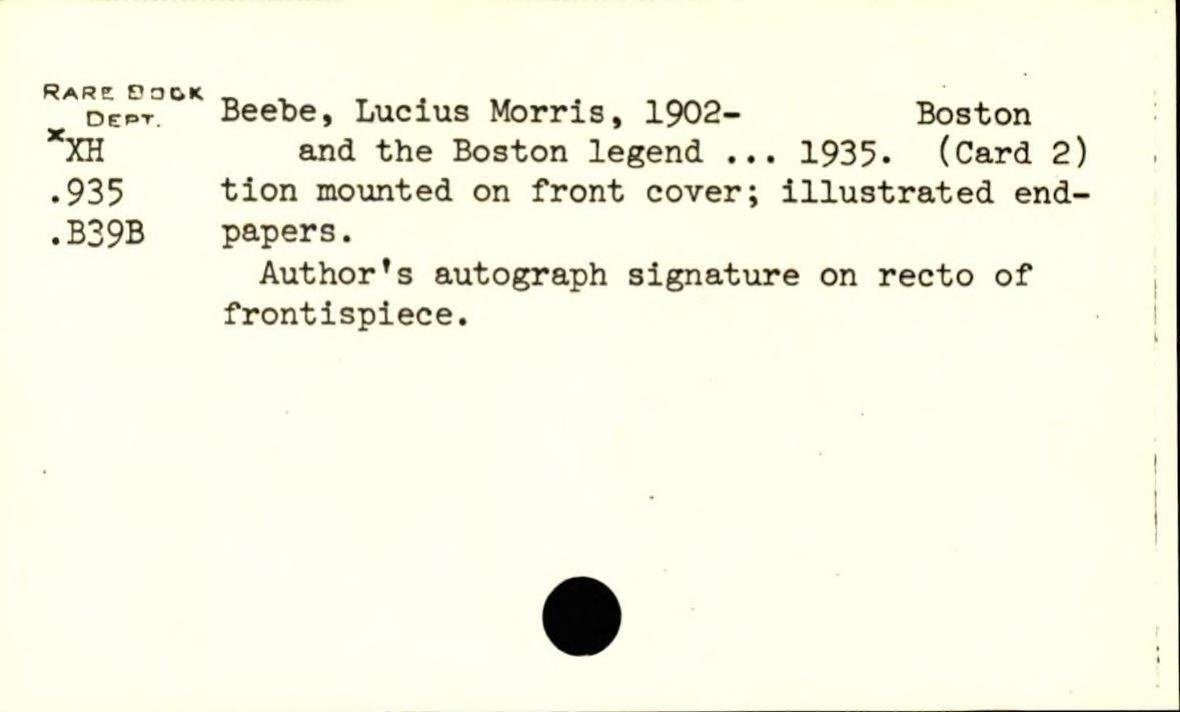 RARE BOOK
DEPT.
Beebe, Lucius Morris, 1902- Boston
*XH and the Boston legend ... 1935. (Card 2)
.935 tion mounted on front cover; illustrated end-
.B39B papers.
Author's autograph signature on recto of
frontispiece.